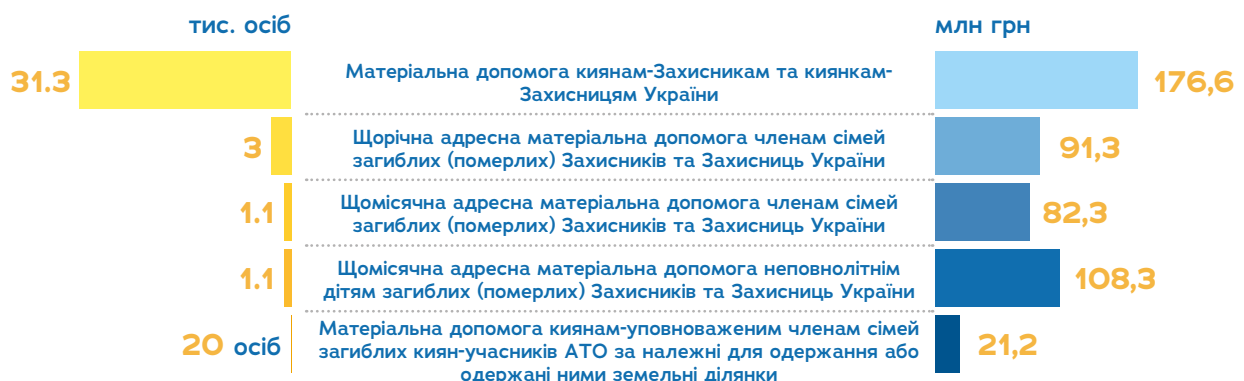 тис. осіб
млн грн
31.3
Матеріальна допомога киянам-Захисникам та киянкам-
Захисницям України
176,6
3
Щорічна адресна матеріальна допомога членам сімей
загиблих (померлих) Захисників та Захисниць України
91,3
1.1
Щомісячна адресна матеріальна допомога членам сімей
загиблих (померлих) Захисників та Захисниць України
82,3
1.1
Щомісячна адресна матеріальна допомога неповнолітнім
дітям загиблих (померлих) Захисників та Захисниць України
108,3
20 осіб
Матеріальна допомога киянам-уповноваженим членам сімей
загиблих киян-учасників АТО за належні для одержання або
одержані ними земельні ділянки
21,2